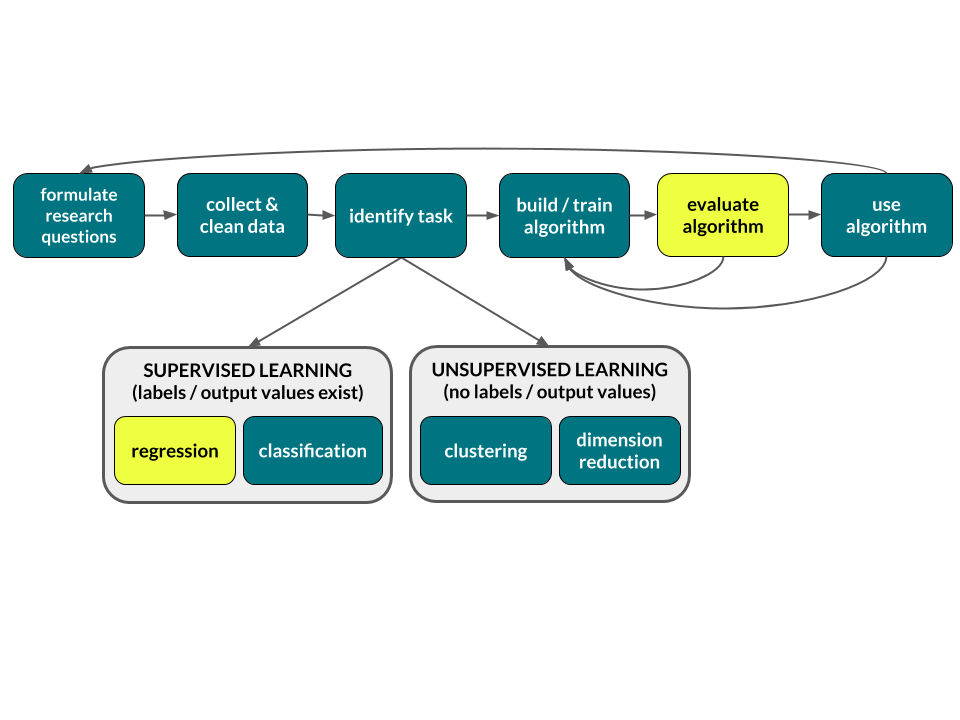 formulate
research
questions
collect &
clean data
identify task
build / train
algorithm
evaluate
algorithm
use
algorithm
SUPERVISED LEARNING
(labels / output values exist)
regression
classification
UNSUPERVISED LEARNING
(no labels / output values)
clustering
dimension
reduction